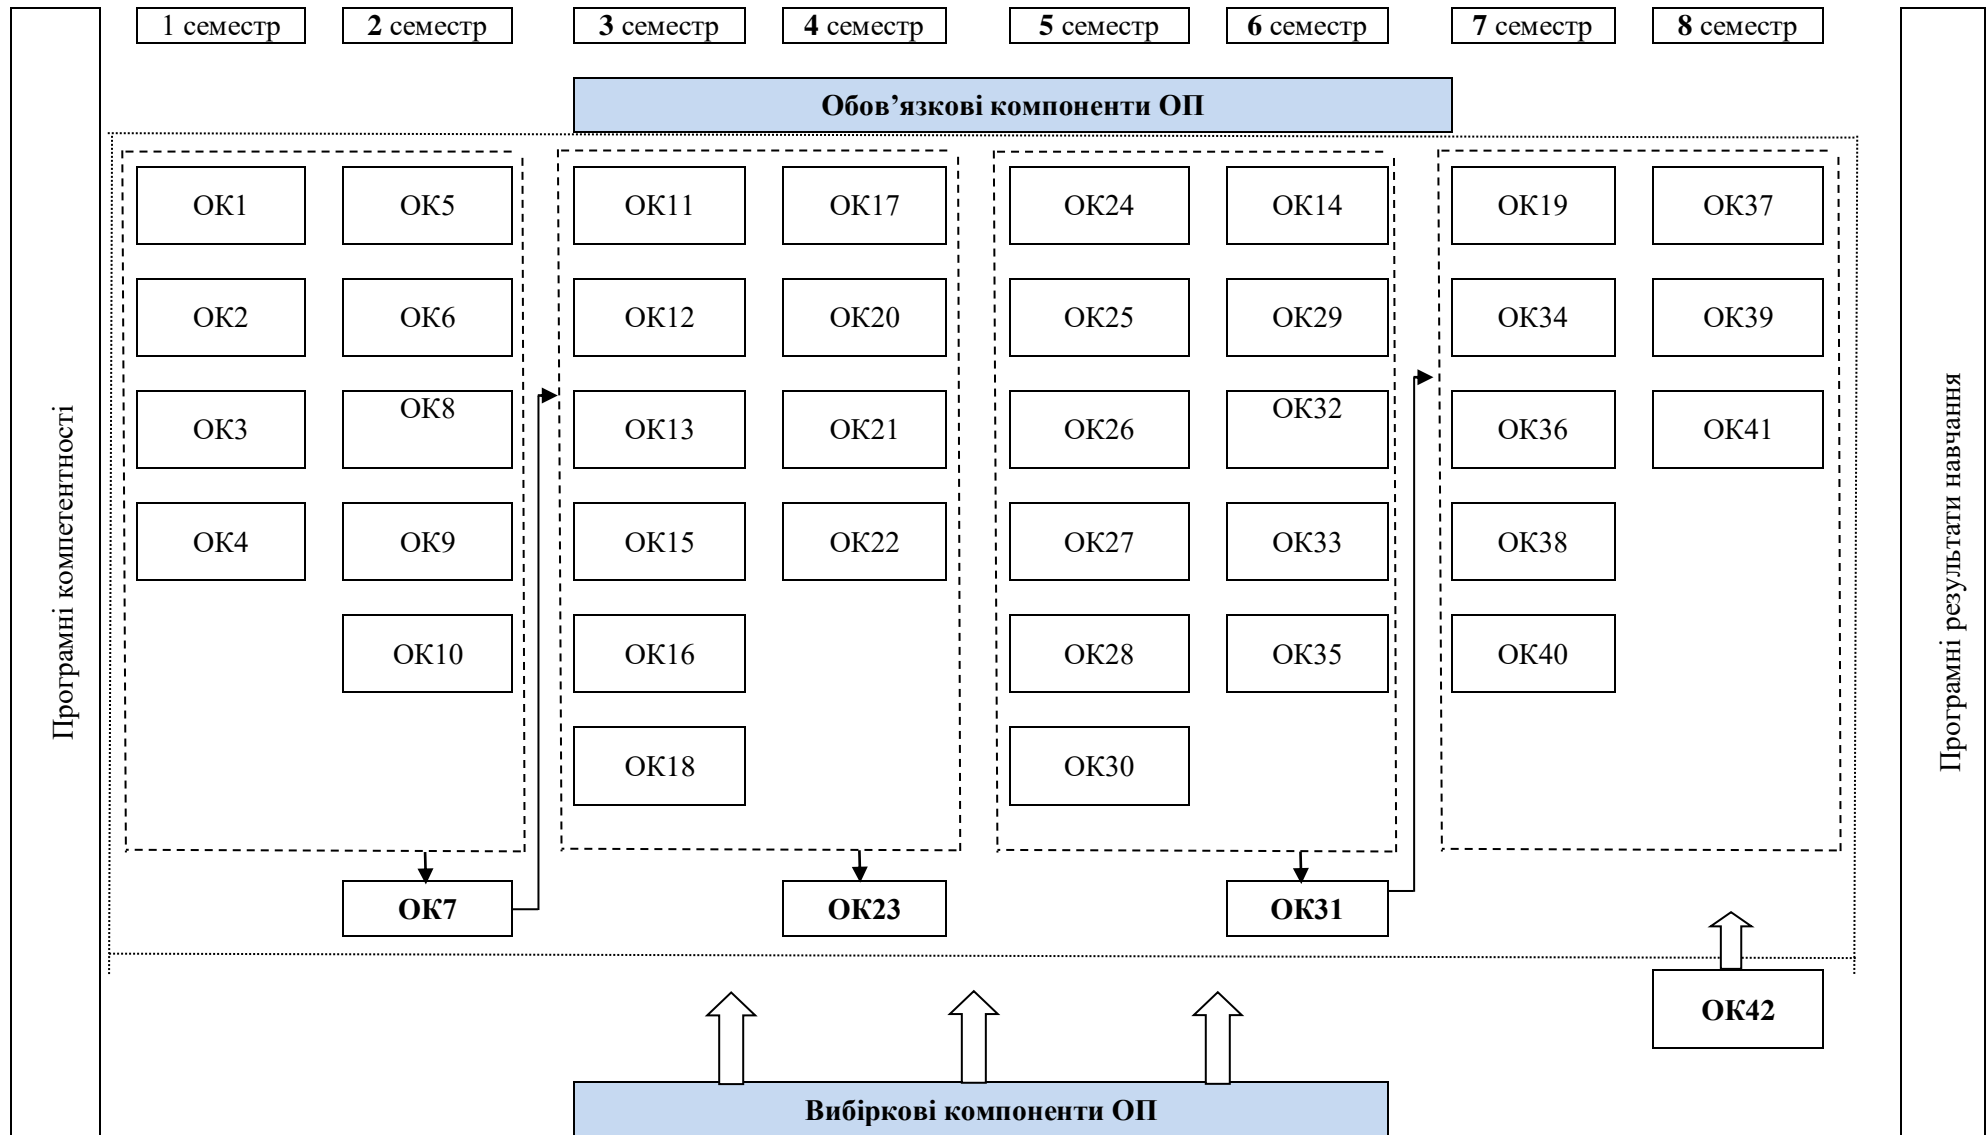 1 семестр
2 семестр
3 семестр
4 семестр
5 семестр
6 семестр
7 семестр
8 семестр
Обов’язкові компоненти ОП
Програмні компетентності
Програмні результати навчання
ОК1
ОК5
ОК11
ОК17
ОК24
ОК14
ОК19
ОК37
ОК2
ОК6
ОК12
ОК20
ОК25
ОК29
ОК34
ОК39
ОК3
ОК8
ОК13
ОК21
ОК26
ОК32
ОК36
ОК41
ОК4
ОК9
ОК15
ОК22
ОК27
ОК33
ОК38
ОК10
ОК16
ОК28
ОК35
ОК40
ОК18
ОК30
ОК7
ОК23
ОК31
ОК42
Вибіркові компоненти ОП